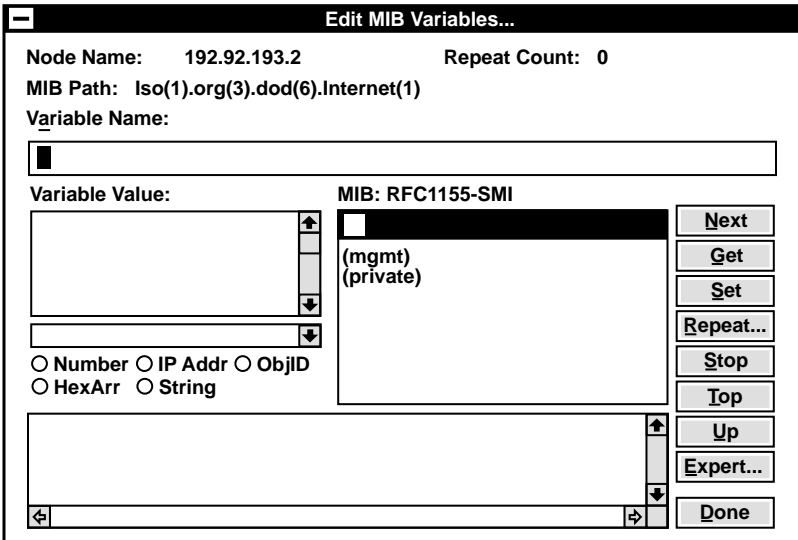 Edit MIB Variables...
Node Name: 192.92.193.2 Repeat Count: 0
MIB Path: Iso(1).org(3).dod(6).Internet(1)
Variable Name:
Variable Value:
MIB: RFC1155-SMI
(mgmt)
(private)
Number
IP Addr
ObjID
HexArr
String
Next
Get
Set
Repeat...
Stop
Top
Up
Expert...
Done